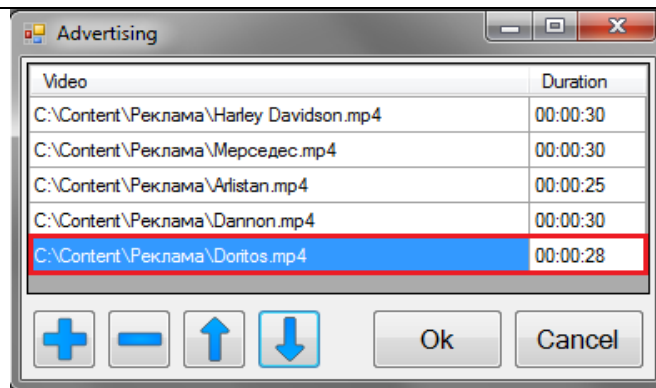 Advertising
Video Duration
C:\Content\Реклама\Harley Davidson.mp4 00:00:30
C:\Content\Реклама\Мерседес.mp4 00:00:30
C:\Content\Реклама\Arlistan.mp4 00:00:25
C:\Content\Реклама\Dannon.mp4 00:00:30
C:\Content\Реклама\Doritos.mp4 00:00:28
Ok Cancel